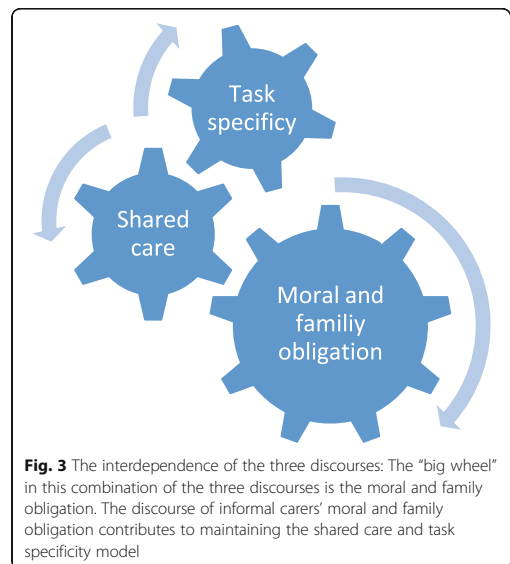 Task
specificy
Shared
care
Moral and
familiy
obligation
Fig. 3 The interdependence of the three discourses: The “big wheel”
in this combination of the three discourses is the moral and family
obligation. The discourse of informal carers’ moral and family
obligation contributes to maintaining the shared care and task
specificity model